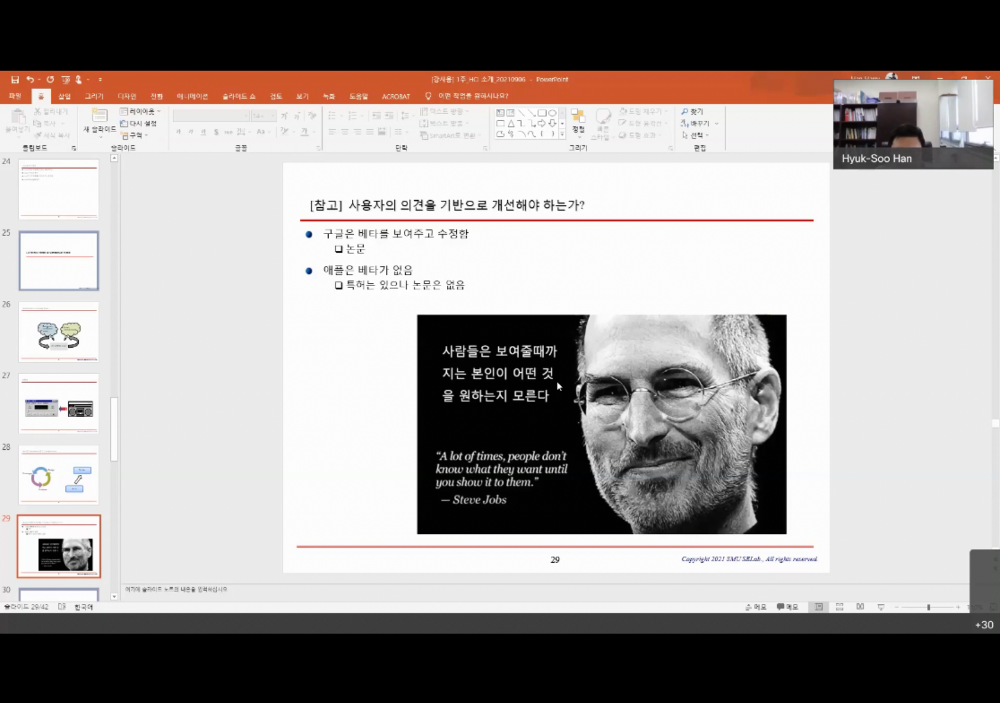 [강사용] 1주_HCI 소개_20210906 - PowerPoint
파일 홈 삽입 그리기 디자인 전환 애니메이션 슬라이드 쇼 검토 보기 녹화 도움말 ACROBAT 어떤 작업을 원하시나요?
붙여넣기
잘라내기
복사
서식 복사
클립보드
새 슬라이드
레이아웃
다시 설정
구역
슬라이드
14+
글꼴
텍스트 방향
텍스트 맞춤
SmartArt로 변환
단락
정렬
빠른 스타일
도형 채우기
도형 윤곽선
도형 효과
그리기
찾기
바꾸기
선택
편집
Hyuk-Soo Han
24
25
26
27
28
29
30
[참고] 사용자의 의견을 기반으로 개선해야 하는가?
구글은 베타를 보여주고 수정함
논문
애플은 베타가 없음
특허는 있으나 논문은 없음
사람들은 보여줄때까
지는 본인이 어떤 것
을 원하는지 모른다
“A lot of times, people don’t
know what they want until
you show it to them.”
— Steve Jobs
29
Copyright 2021 SMU SELab., All rights reserved.
여기에 슬라이드 노트의 내용을 입력하십시오
슬라이드 29/42 한국어
메모 메모
+30